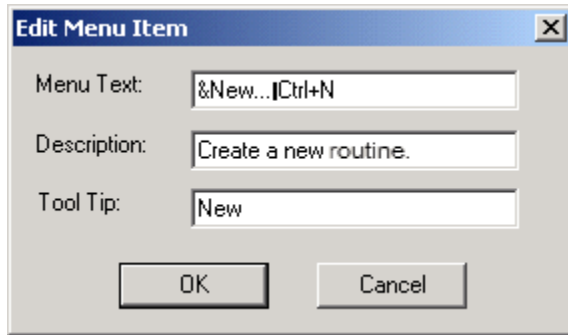 Edit Menu Item
Menu Text: &New...|Ctrl+N
Description: Create a new routine.
Tool Tip: New
OK Cancel